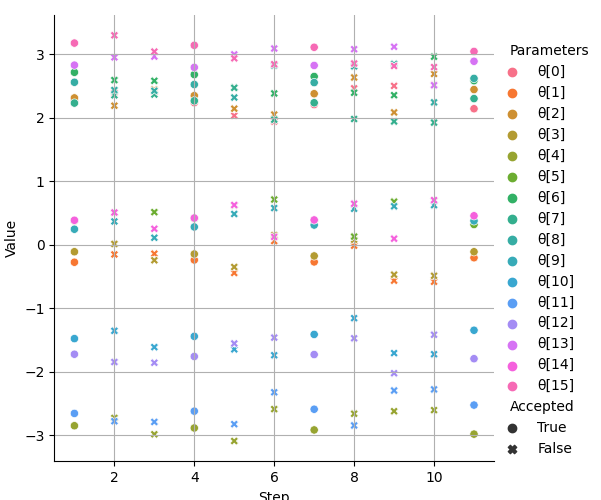 Parameters
θ[0]
θ[1]
θ[2]
θ[3]
θ[4]
θ[5]
θ[6]
θ[7]
θ[8]
θ[9]
θ[10]
θ[11]
θ[12]
θ[13]
θ[14]
θ[15]
Accepted
True
False
Value
3
2
1
0
−1
−2
−3
2
4
6
8
10
Step